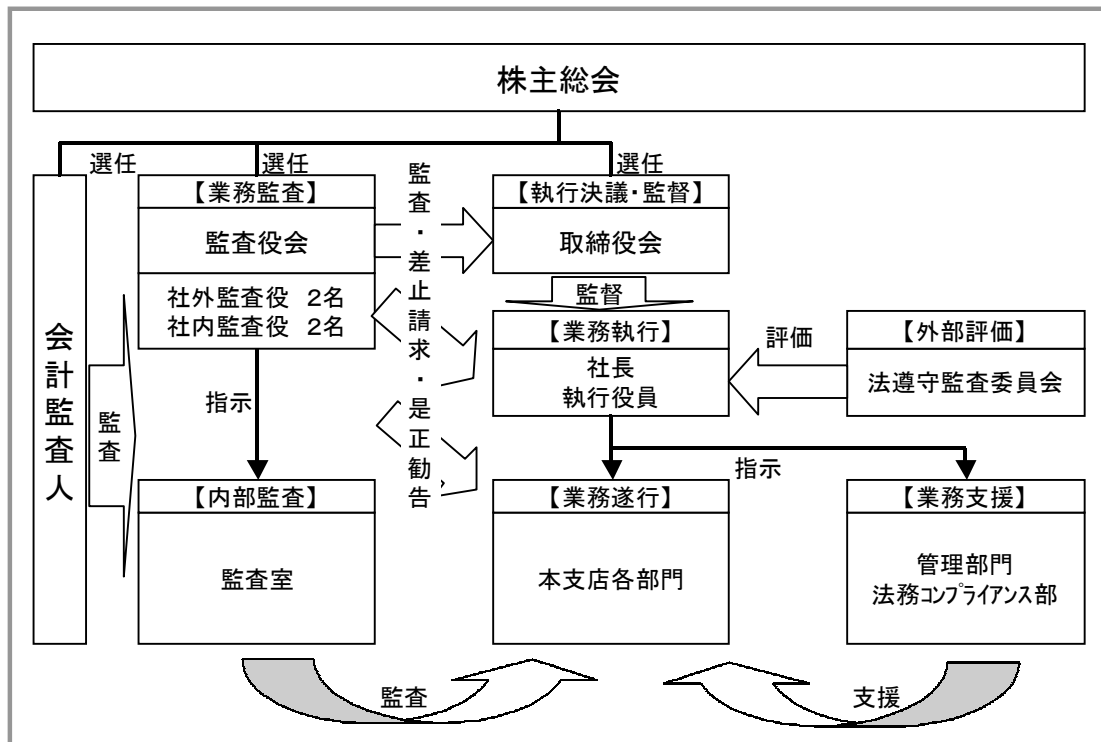 株主総会
選任
選任
選任
会計監査人
【業務監査】
監査役会
社外監査役 2名
社内監査役 2名
監査・差止請求・是正勧告
【執行決議・監督】
取締役会
監督
【業務執行】
社長
執行役員
評価
【外部評価】
法遵守監査委員会
監査
指示
指示
【内部監査】
監査室
【業務遂行】
本支店各部門
【業務支援】
管理部門
法務ｺﾝﾌﾟﾗｲｱﾝｽ部
監査
支援